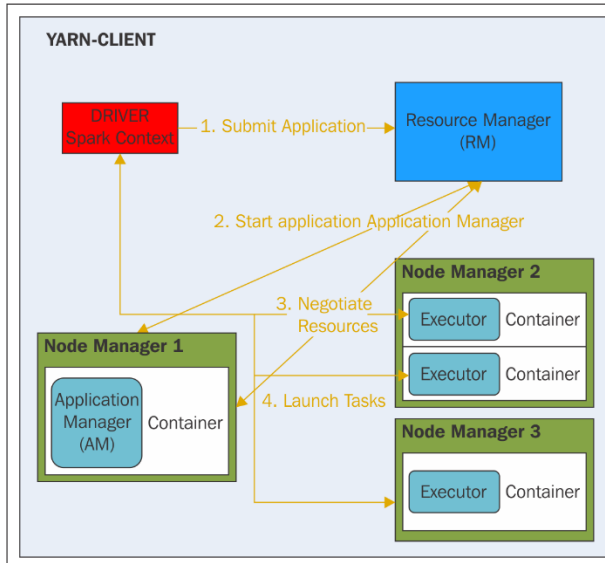 YARN-CLIENT
DRIVER
Spark Context
1. Submit Application
Resource Manager
(RM)
2. Start application Application Manager
Node Manager 2
3. Negotiate
Resources
Executor
Container
Executor
Container
Node Manager 1
Application
Manager
(AM)
Container
4. Launch Tasks
Node Manager 3
Executor
Container